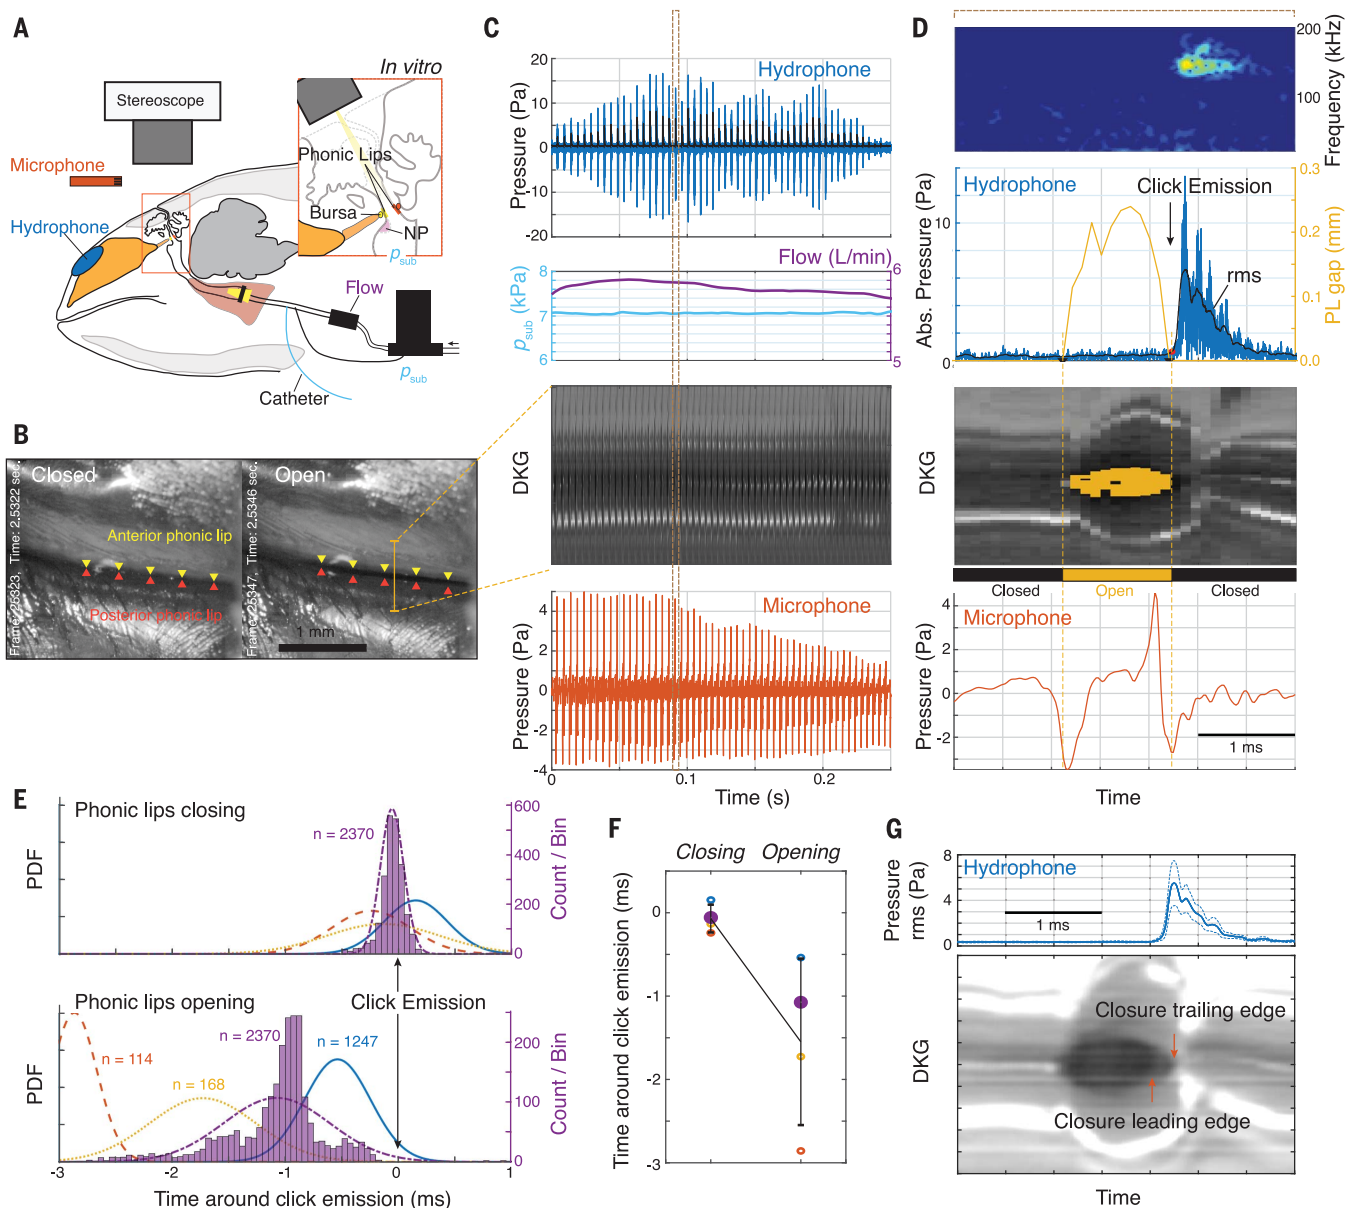 A
Stereoscope
Microphone
Hydrophone
In vitro
Phonic Lips
Bursa
NP
psub
Flow
psub
Catheter
B
Closed
Open
Frame:25323, Time: 2.5322 sec.
Frame:25347, Time: 2.5346 sec.
Anterior phonic lip
Posterior phonic lip
1 mm
C
Pressure (Pa)
20
10
0
-10
-20
Hydrophone
psub (kPa)
8
7
6
Flow (L/min)
6
5
DKG
Pressure (Pa)
4
2
0
-2
-4
Microphone
0
0.1
0.2
Time (s)
D
200
100
Frequency (kHz)
Abs. Pressure (Pa)
10
0
Hydrophone
Click Emission
rms
0.3
0.2
0.1
0.0
PL gap (mm)
DKG
Closed
Open
Closed
Pressure (Pa)
4
2
0
-2
Microphone
1 ms
Time
E
Phonic lips closing
PDF
n = 2370
600
400
200
0
Count / Bin
Phonic lips opening
Click Emission
PDF
n = 114
n = 168
n = 2370
n = 1247
200
100
0
Count / Bin
-3
-2
-1
0
1
Time around click emission (ms)
F
Closing
Opening
Time around click emission (ms)
0
-1
-2
-3
G
Pressure
rms (Pa)
8
4
0
Hydrophone
1 ms
DKG
Closure trailing edge
Closure leading edge
Time